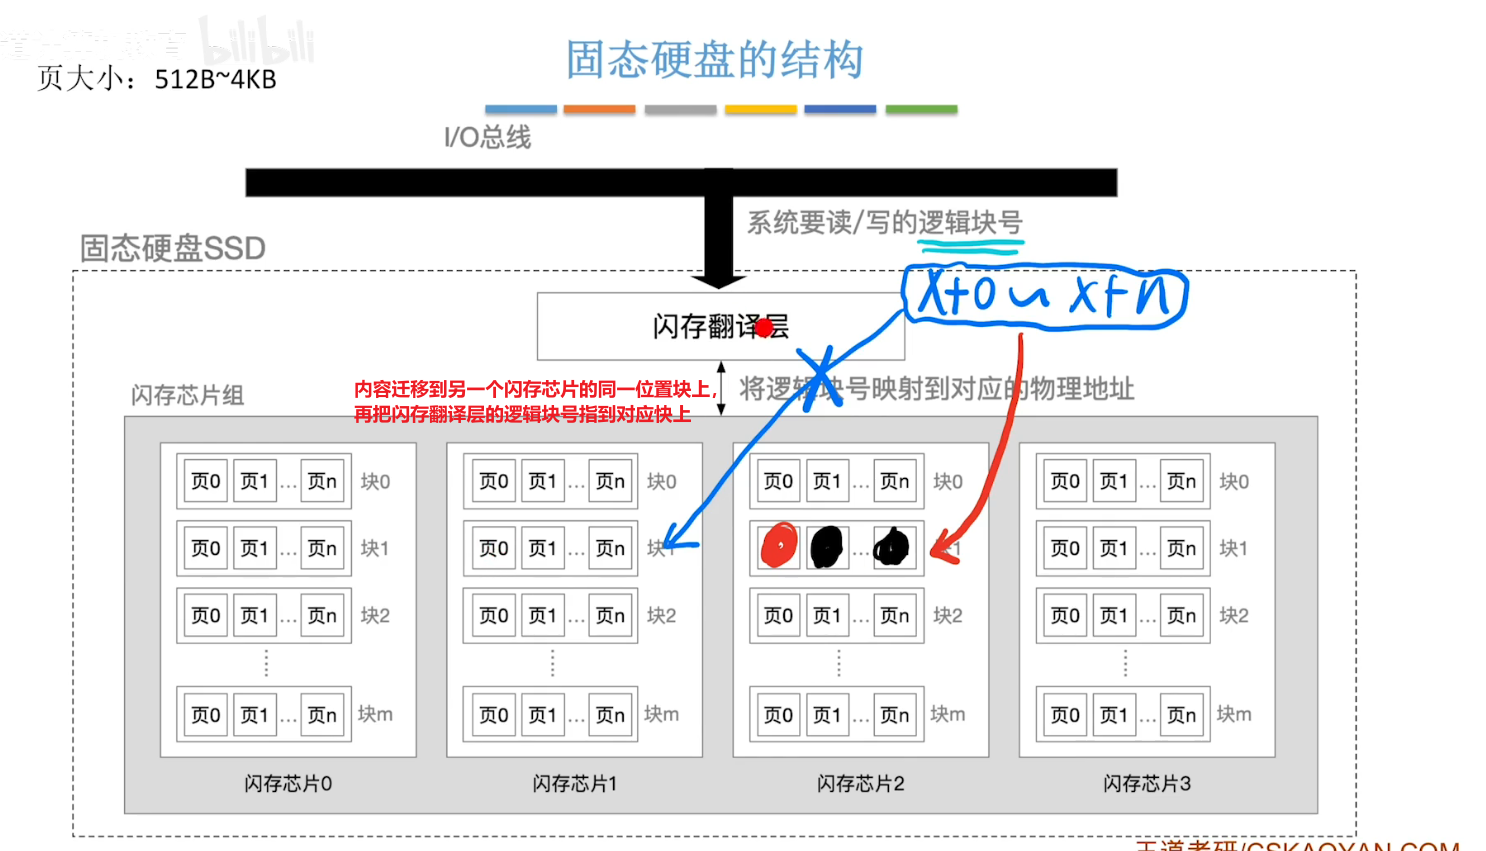 bilibili
页大小：512B~4KB
固态硬盘的结构
I/O总线
系统要读/写的逻辑块号
固态硬盘SSD
X+0 ~ X+n
闪存翻译层
内容迁移到另一个闪存芯片的同一位置块上，
再把闪存翻译层的逻辑块号指到对应快上
将逻辑块号映射到对应的物理地址
闪存芯片组
页0 页1 … 页n 块0 页0 页1 … 页n 块0 页0 页1 … 页n 块0 页0 页1 … 页n 块0
页0 页1 … 页n 块1 页0 页1 … 页n 块1 … 1 页0 页1 … 页n 块1
页0 页1 … 页n 块2 页0 页1 … 页n 块2 页0 页1 … 页n 块2 页0 页1 … 页n 块2
页0 页1 … 页n 块m 页0 页1 … 页n 块m 页0 页1 … 页n 块m 页0 页1 … 页n 块m
闪存芯片0 闪存芯片1 闪存芯片2 闪存芯片3
王道考研/CSKAOYAN.COM